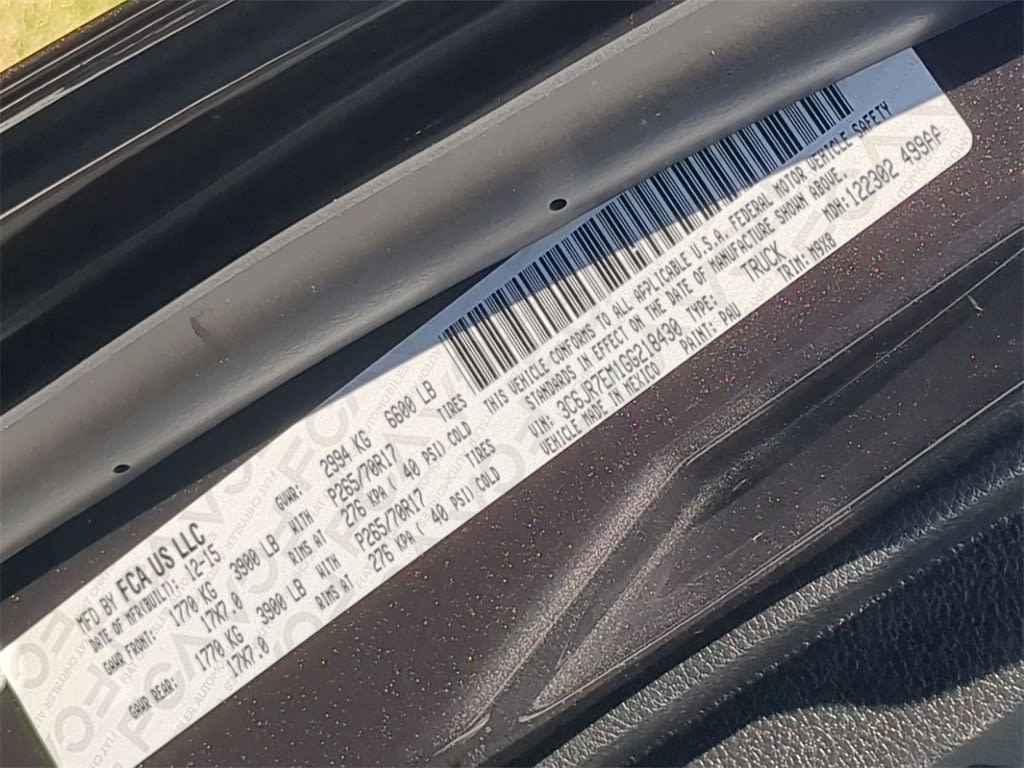 MFD BY FCA US LLC
DATE OF MFR(BUILT): 12-15 GVWR: 2994 KG 6600 LB
GAWR FRONT: 1770 KG 3900 LB WITH P265/70R17 TIRES
17X7.0 RIMS AT 276 KPA( 40 PSI) COLD
GAWR REAR: 1770 KG 3900 LB WITH P265/70R17 TIRES
17X7.0 RIMS AT 276 KPA( 40 PSI) COLD
THIS VEHICLE CONFORMS TO ALL APPLICABLE U.S.A. FEDERAL MOTOR VEHICLE SAFETY
STANDARDS IN EFFECT ON THE DATE OF MANUFACTURE SHOWN ABOVE.
VIN: 3C6JR7EM1GG218430 TYPE: TRUCK MDH: 122302 499AA
VEHICLE MADE IN MEXICO PAINT: PAU TRIM: M9X8